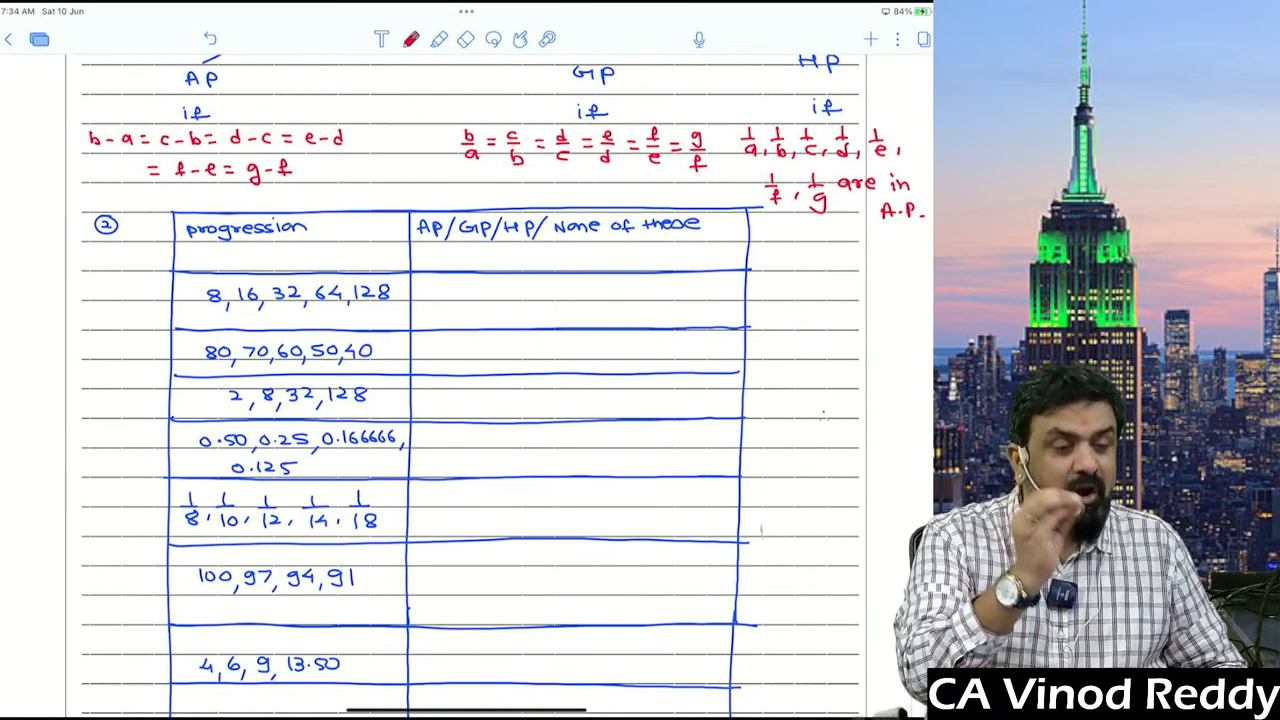 7:34 AM Sat 10 Jun
84%
AP GP HP
if if if
b-a = c-b = d-c = e-d
= f-e = g-f
b/a = c/b = d/c = e/d = f/e = g/f
1/a, 1/b, 1/c, 1/d, 1/e,
1/f, 1/g are in
A.P.
② progression AP/GP/HP/None of these
8, 16, 32, 64, 128
80, 70, 60, 50, 40
2, 8, 32, 128
0.50, 0.25, 0.166666,
0.125
1/8, 1/10, 1/12, 1/14, 1/18
100, 97, 94, 91
4, 6, 9, 13.50
CA Vinod Reddy